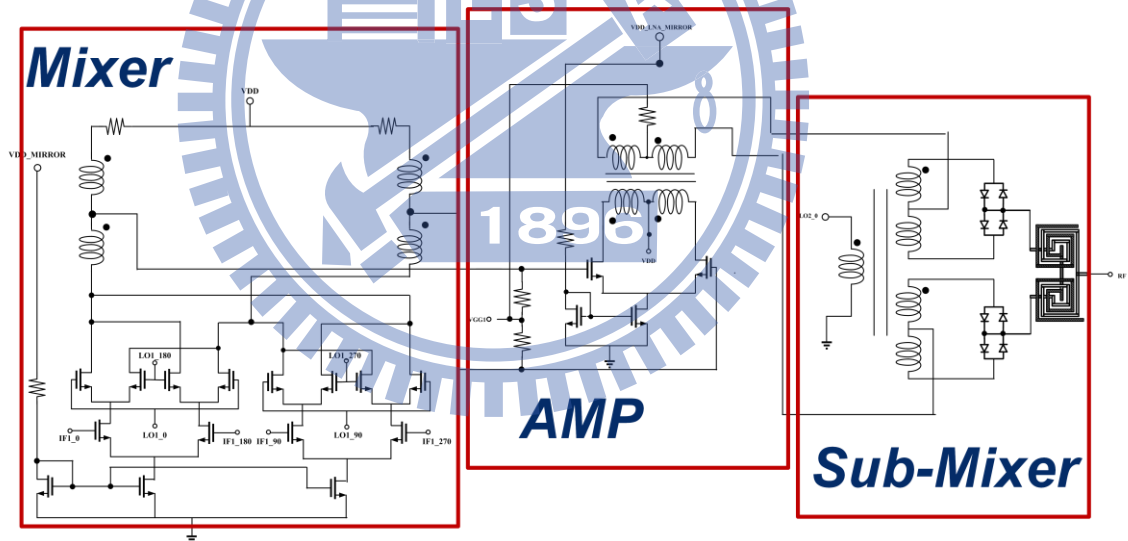 Mixer
VDD
VDD_MIRROR
LO1_180
LO1_270
IF1_0
LO1_0
IF1_180
IF1_90
LO1_90
IF1_270
VDD_LNA_MIRROR
8
1896
VDD
AMP
LO2_0
RF
Sub-Mixer